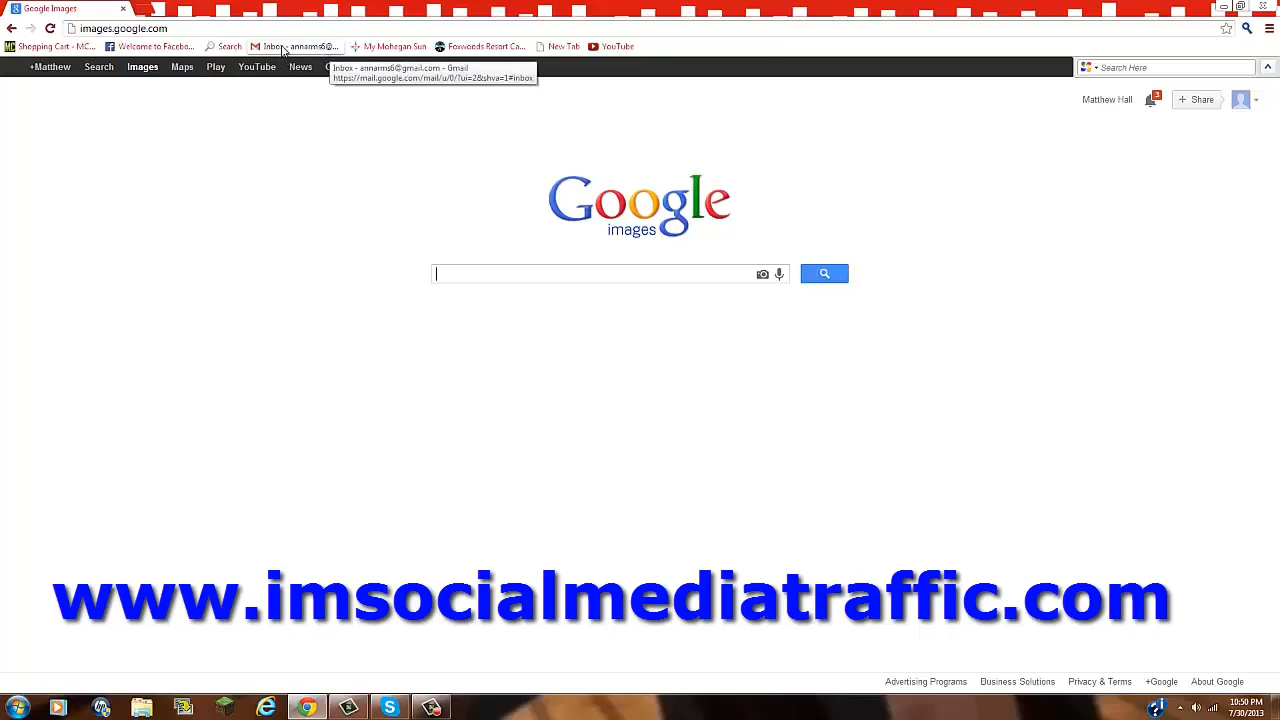 Google Images
images.google.com
Shopping Cart - MC... Welcome to Facebo... Search Inbox - annarms6@... My Mohegan Sun Foxwoods Resort Ca... New Tab YouTube
+Matthew Search Images Maps Play YouTube News
Search Here
Inbox - annarms6@gmail.com - Gmail
https://mail.google.com/mail/u/0/?ui=2&shva=1#inbox
Matthew Hall 3 + Share
Google
images
www.imsocialmediatraffic.com
Advertising Programs Business Solutions Privacy & Terms +Google About Google
10:50 PM
7/30/2013